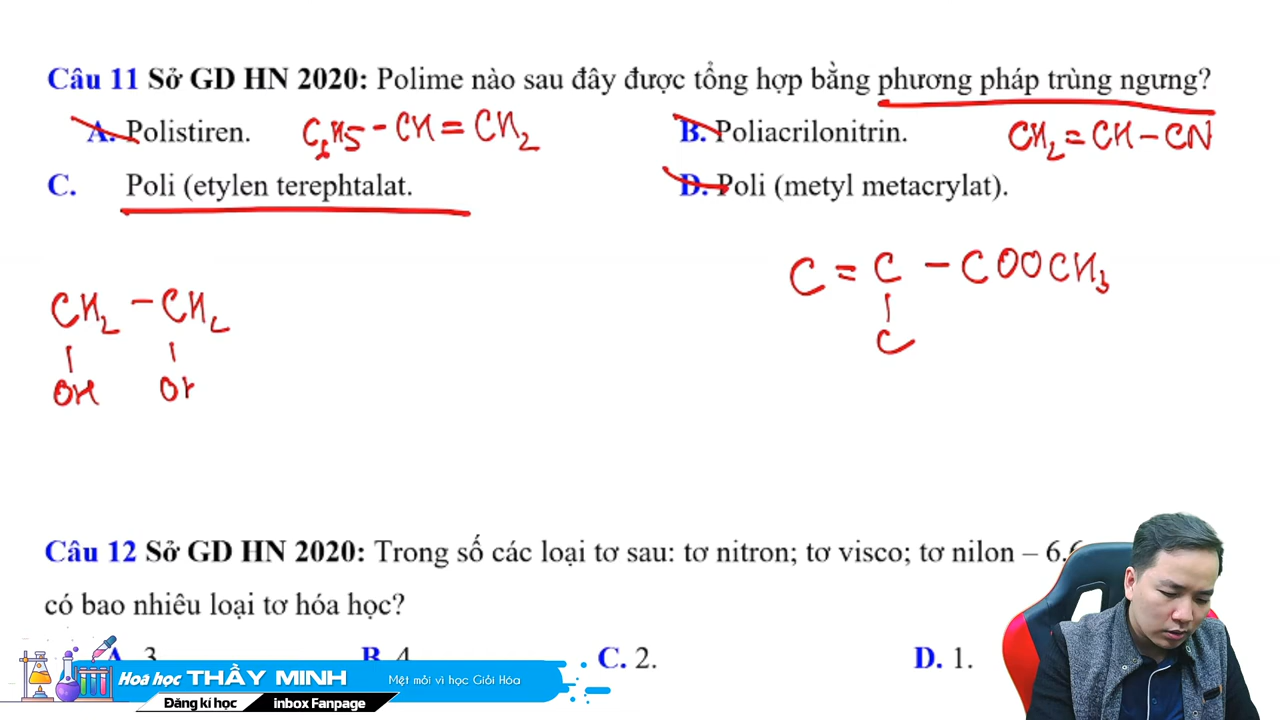 Câu 11 Sở GD HN 2020: Polime nào sau đây được tổng hợp bằng phương pháp trùng ngưng?
A. Polistiren. C6H5 - CH = CH2 B. Poliacrilonitrin. CH2 = CH - CN
C. Poli (etylen terephtalat. D. Poli (metyl metacrylat).
C = C - COOCH3
C
CH2 - CH2
OH
Câu 12 Sở GD HN 2020: Trong số các loại tơ sau: tơ nitron; tơ visco; tơ nilon – 6.6
có bao nhiêu loại tơ hóa học?
A. 3 B. 4 C. 2. D. 1.
Hoá học THẦY MINH Mệt mỏi vì học Giỏi Hóa
Đăng kí học inbox Fanpage